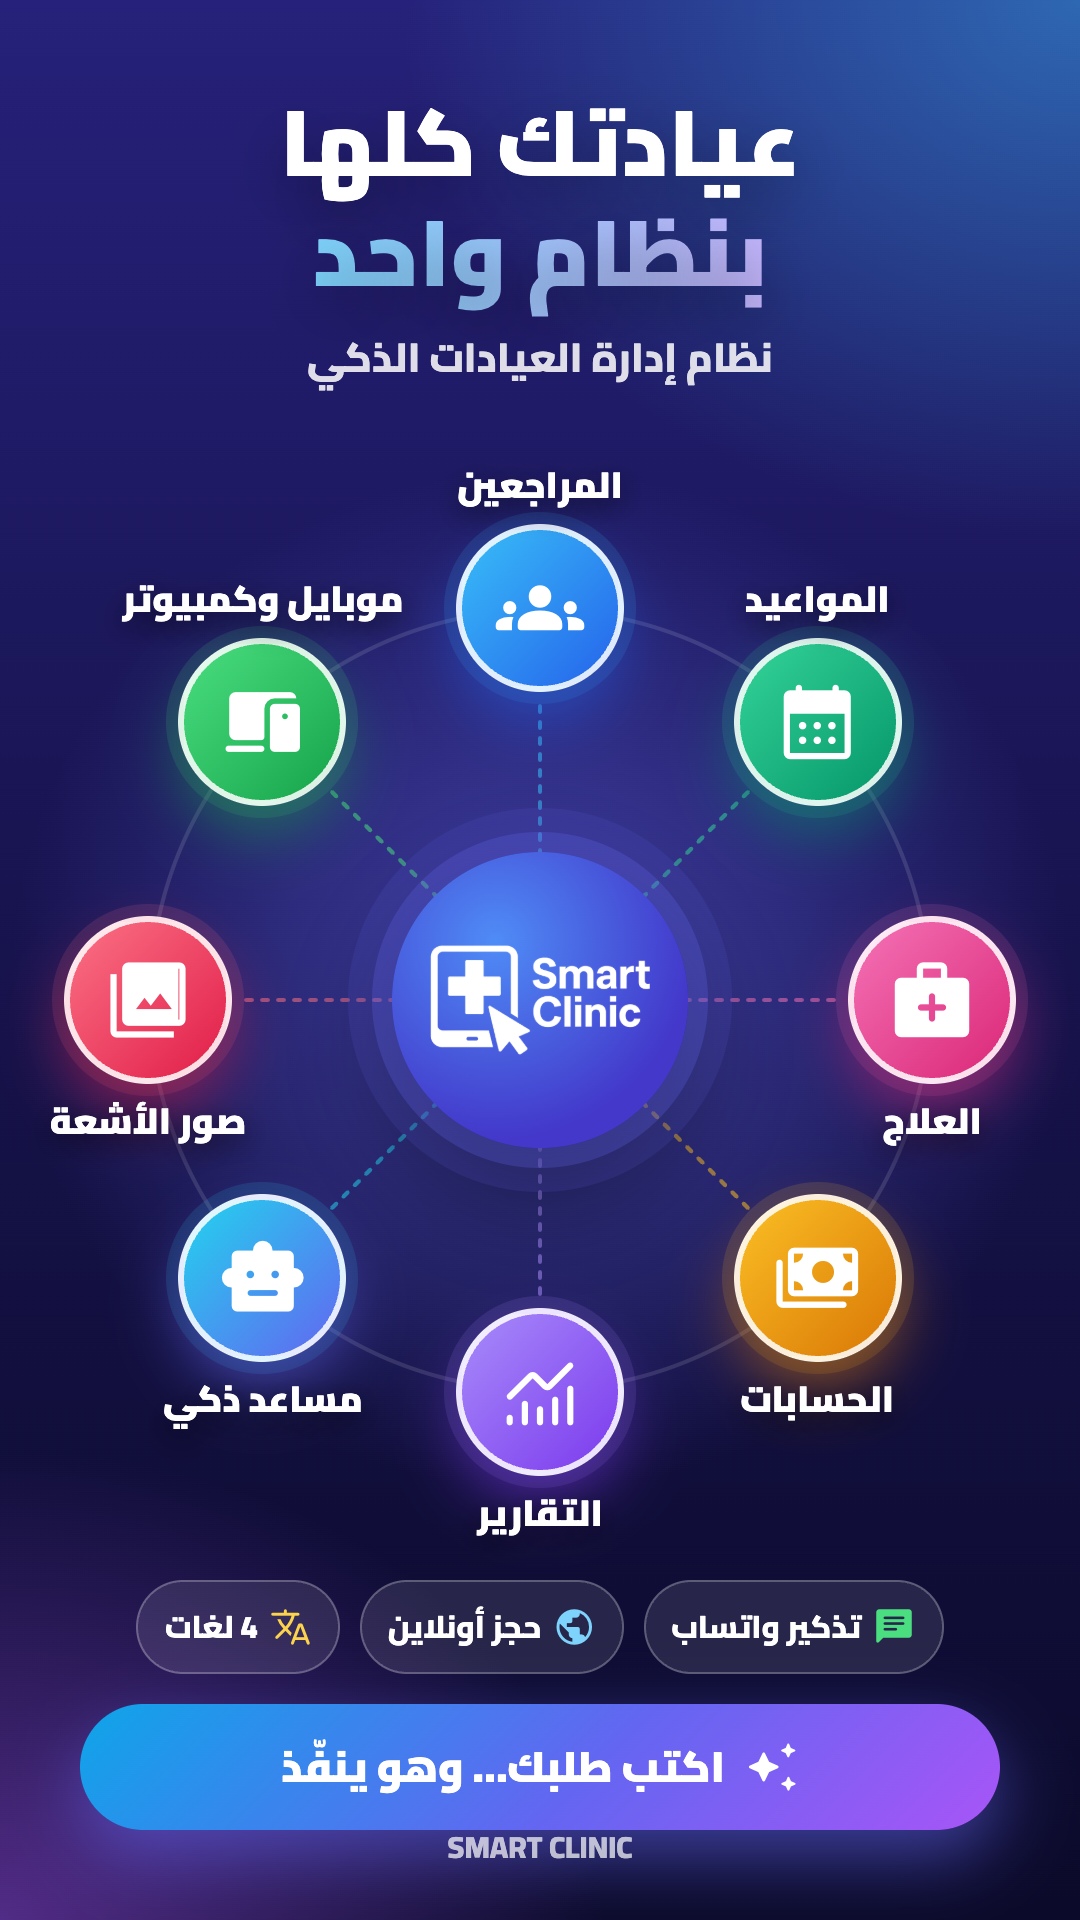 عيادتك كلها
بنظام واحد
نظام إدارة العيادات الذكي
المراجعين
المواعيد
موبايل وكمبيوتر
Smart
Clinic
العلاج
صور الأشعة
الحسابات
مساعد ذكي
التقارير
تذكير واتساب
حجز أونلاين
4 لغات
اكتب طلبك... وهو ينفّذ
SMART CLINIC